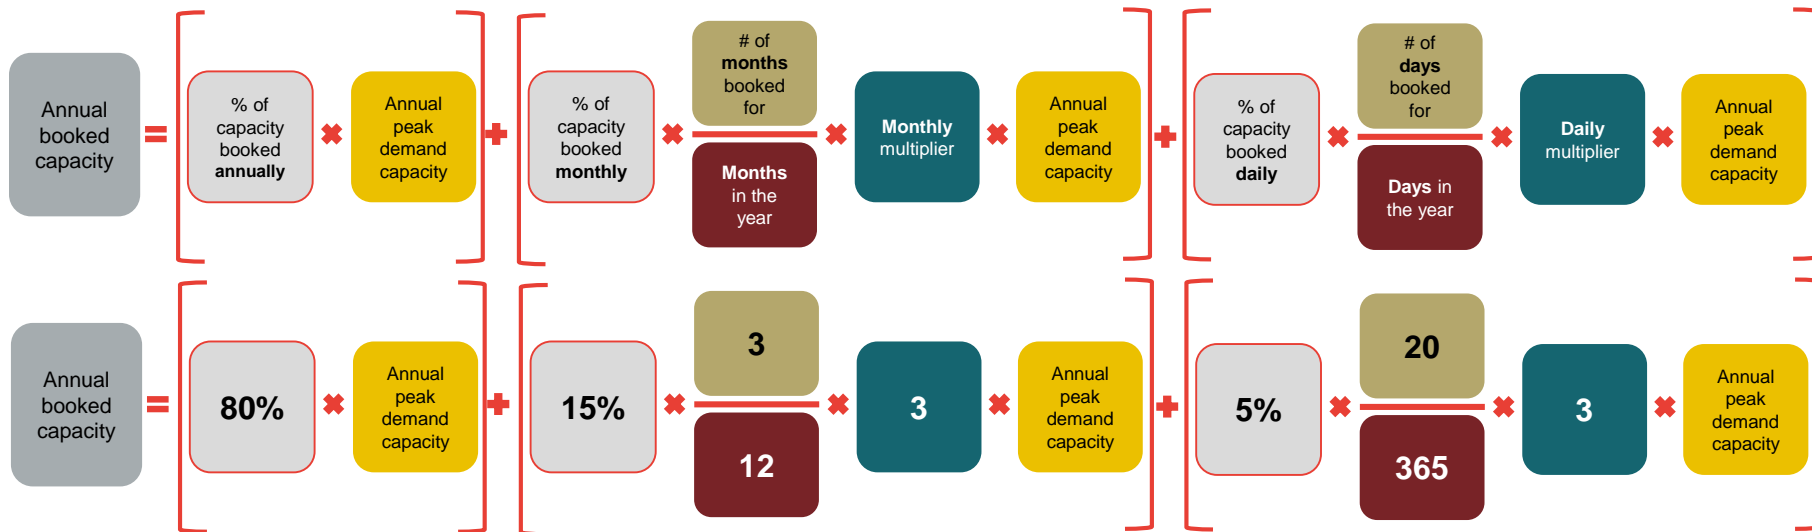 Annual
booked
capacity
=
% of
capacity
booked
annually
×
Annual
peak
demand
capacity
+
% of
capacity
booked
monthly
×
# of
months
booked
for
Months
in the
year
×
Monthly
multiplier
×
Annual
peak
demand
capacity
+
% of
capacity
booked
daily
×
# of
days
booked
for
Days in
the year
×
Daily
multiplier
×
Annual
peak
demand
capacity
Annual
booked
capacity
=
80%
×
Annual
peak
demand
capacity
+
15%
×
3
12
×
3
×
Annual
peak
demand
capacity
+
5%
×
20
365
×
3
×
Annual
peak
demand
capacity